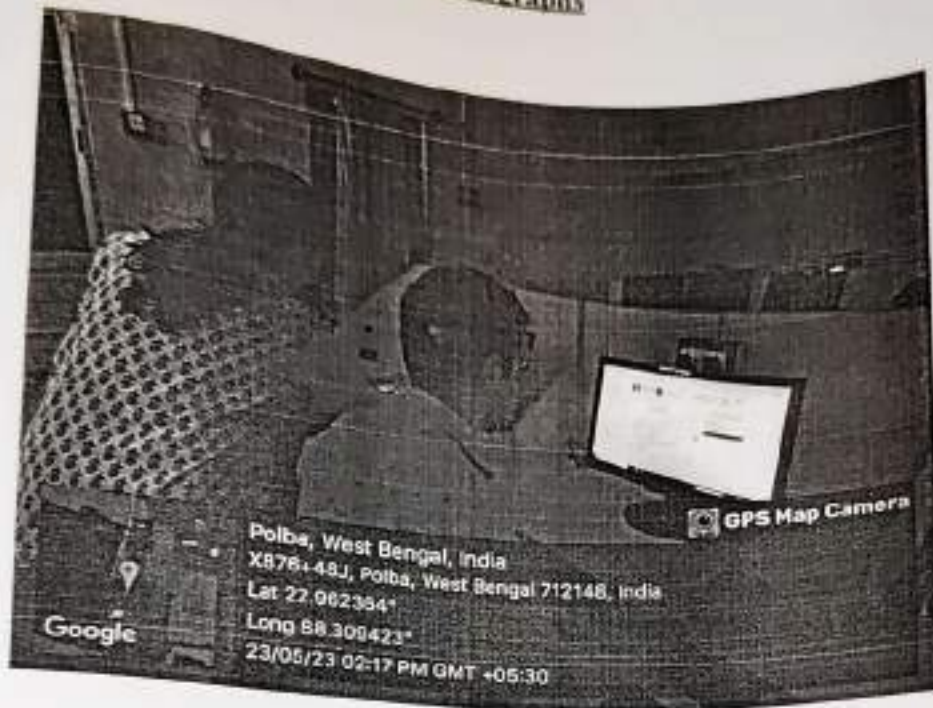 GPS Map Camera
Polba, West Bengal, India
X876+48J, Polba, West Bengal 712148, India
Lat 22.962364°
Long 88.309423°
23/05/23 02:17 PM GMT +05:30
Google